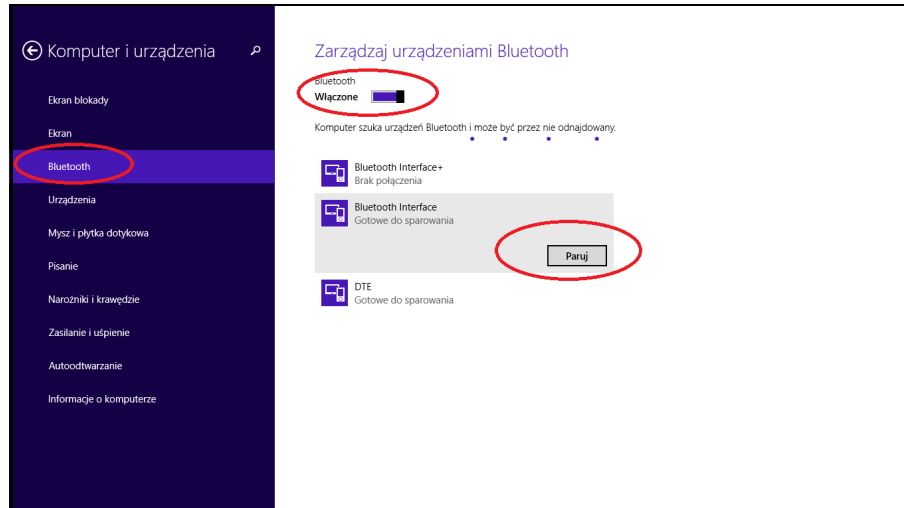 Komputer i urządzenia
Ekran blokady
Ekran
Bluetooth
Urządzenia
Mysz i płytka dotykowa
Pisanie
Narożniki i krawędzie
Zasilanie i uśpienie
Autoodtwarzanie
Informacje o komputerze
Zarządzaj urządzeniami Bluetooth
Bluetooth
Włączone
Komputer szuka urządzeń Bluetooth i może być przez nie odnajdowany.
Bluetooth Interface+
Brak połączenia
Bluetooth Interface
Gotowe do sparowania
Paruj
DTE
Gotowe do sparowania